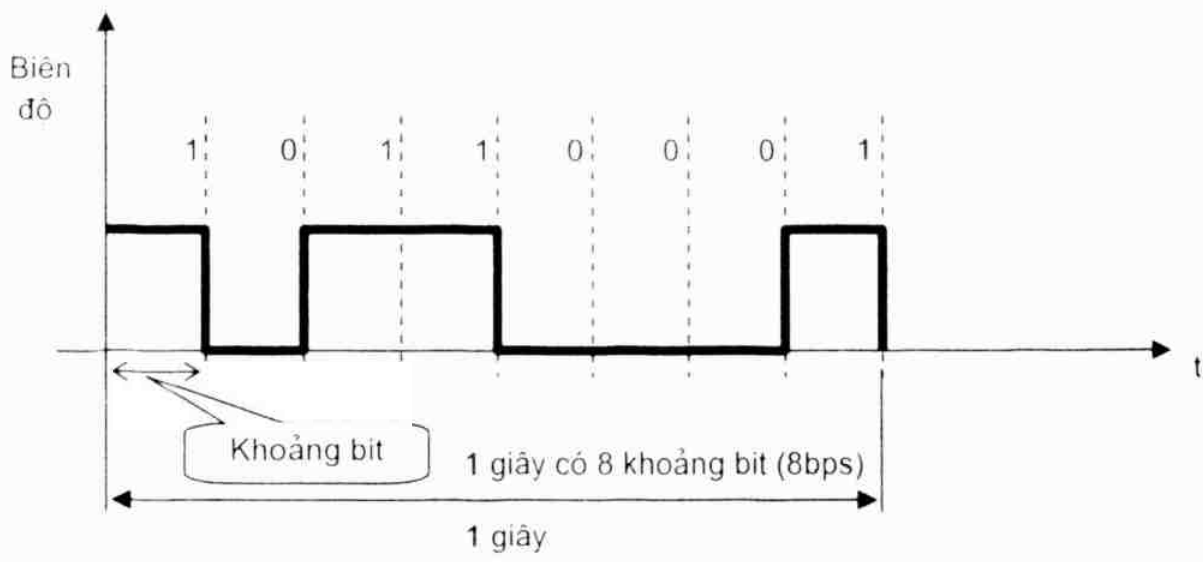 Biên
độ
1 0 1 1 0 0 0 1
t
Khoảng bit
1 giây có 8 khoảng bit (8bps)
1 giây